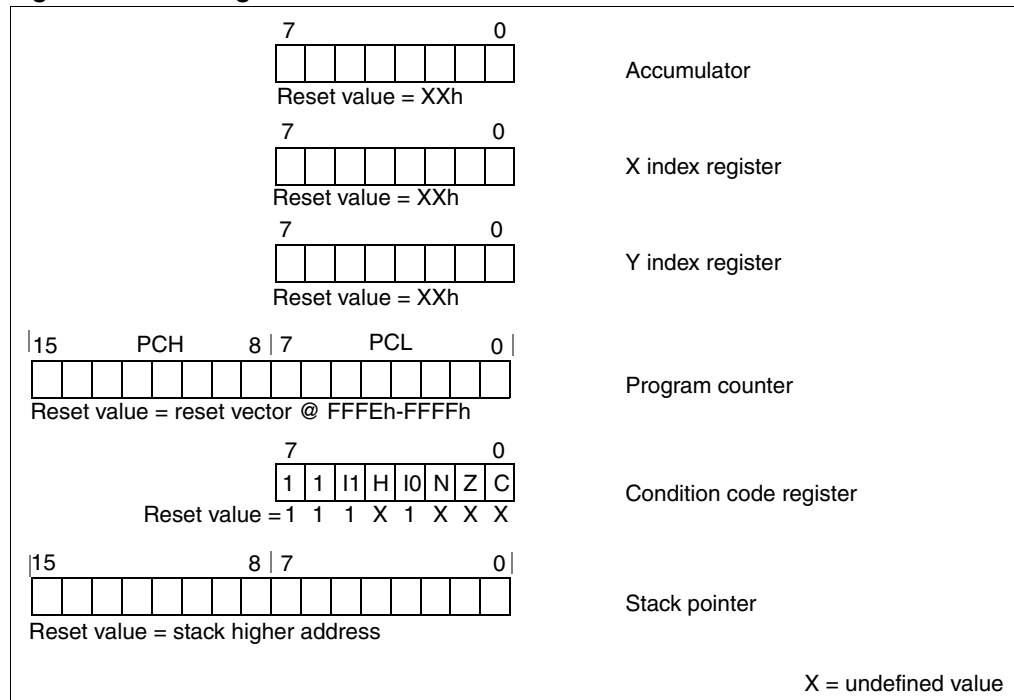 7 0
Accumulator
Reset value = XXh
7 0
X index register
Reset value = XXh
7 0
Y index register
Reset value = XXh
15 PCH 8 7 PCL 0
Program counter
Reset value = reset vector @ FFFEh-FFFFh
7 0
1 1 I1 H I0 N Z C
Condition code register
Reset value = 1 1 1 X 1 X X X
15 8 7 0
Stack pointer
Reset value = stack higher address
X = undefined value